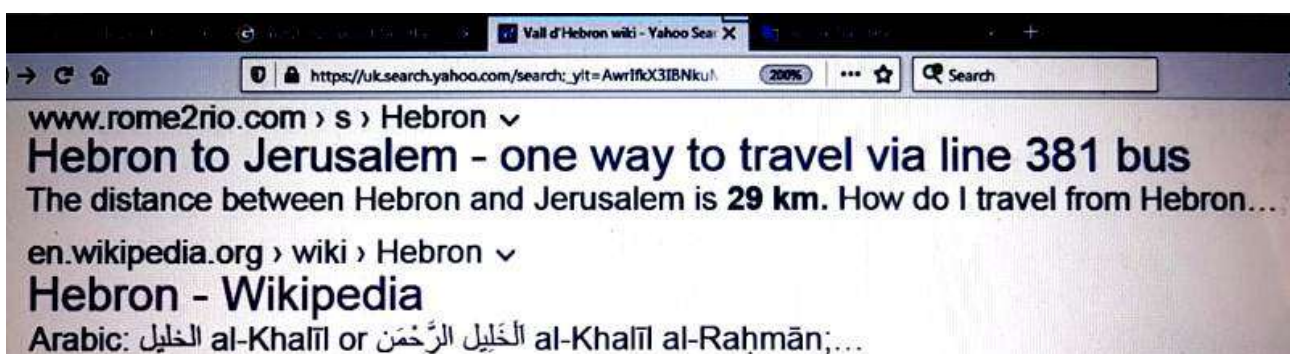 Vall d'Hebron wiki - Yahoo Sear
https://uk.search.yahoo.com/search;_ylt=AwrIfkX3IBNkuM
200%
Search
www.rome2rio.com › s › Hebron
Hebron to Jerusalem - one way to travel via line 381 bus
The distance between Hebron and Jerusalem is 29 km. How do I travel from Hebron...
en.wikipedia.org › wiki › Hebron
Hebron - Wikipedia
Arabic: الخليل al-Khalīl or الْخَلِيل الرَّحْمَن al-Khalīl al-Raḥmān;...